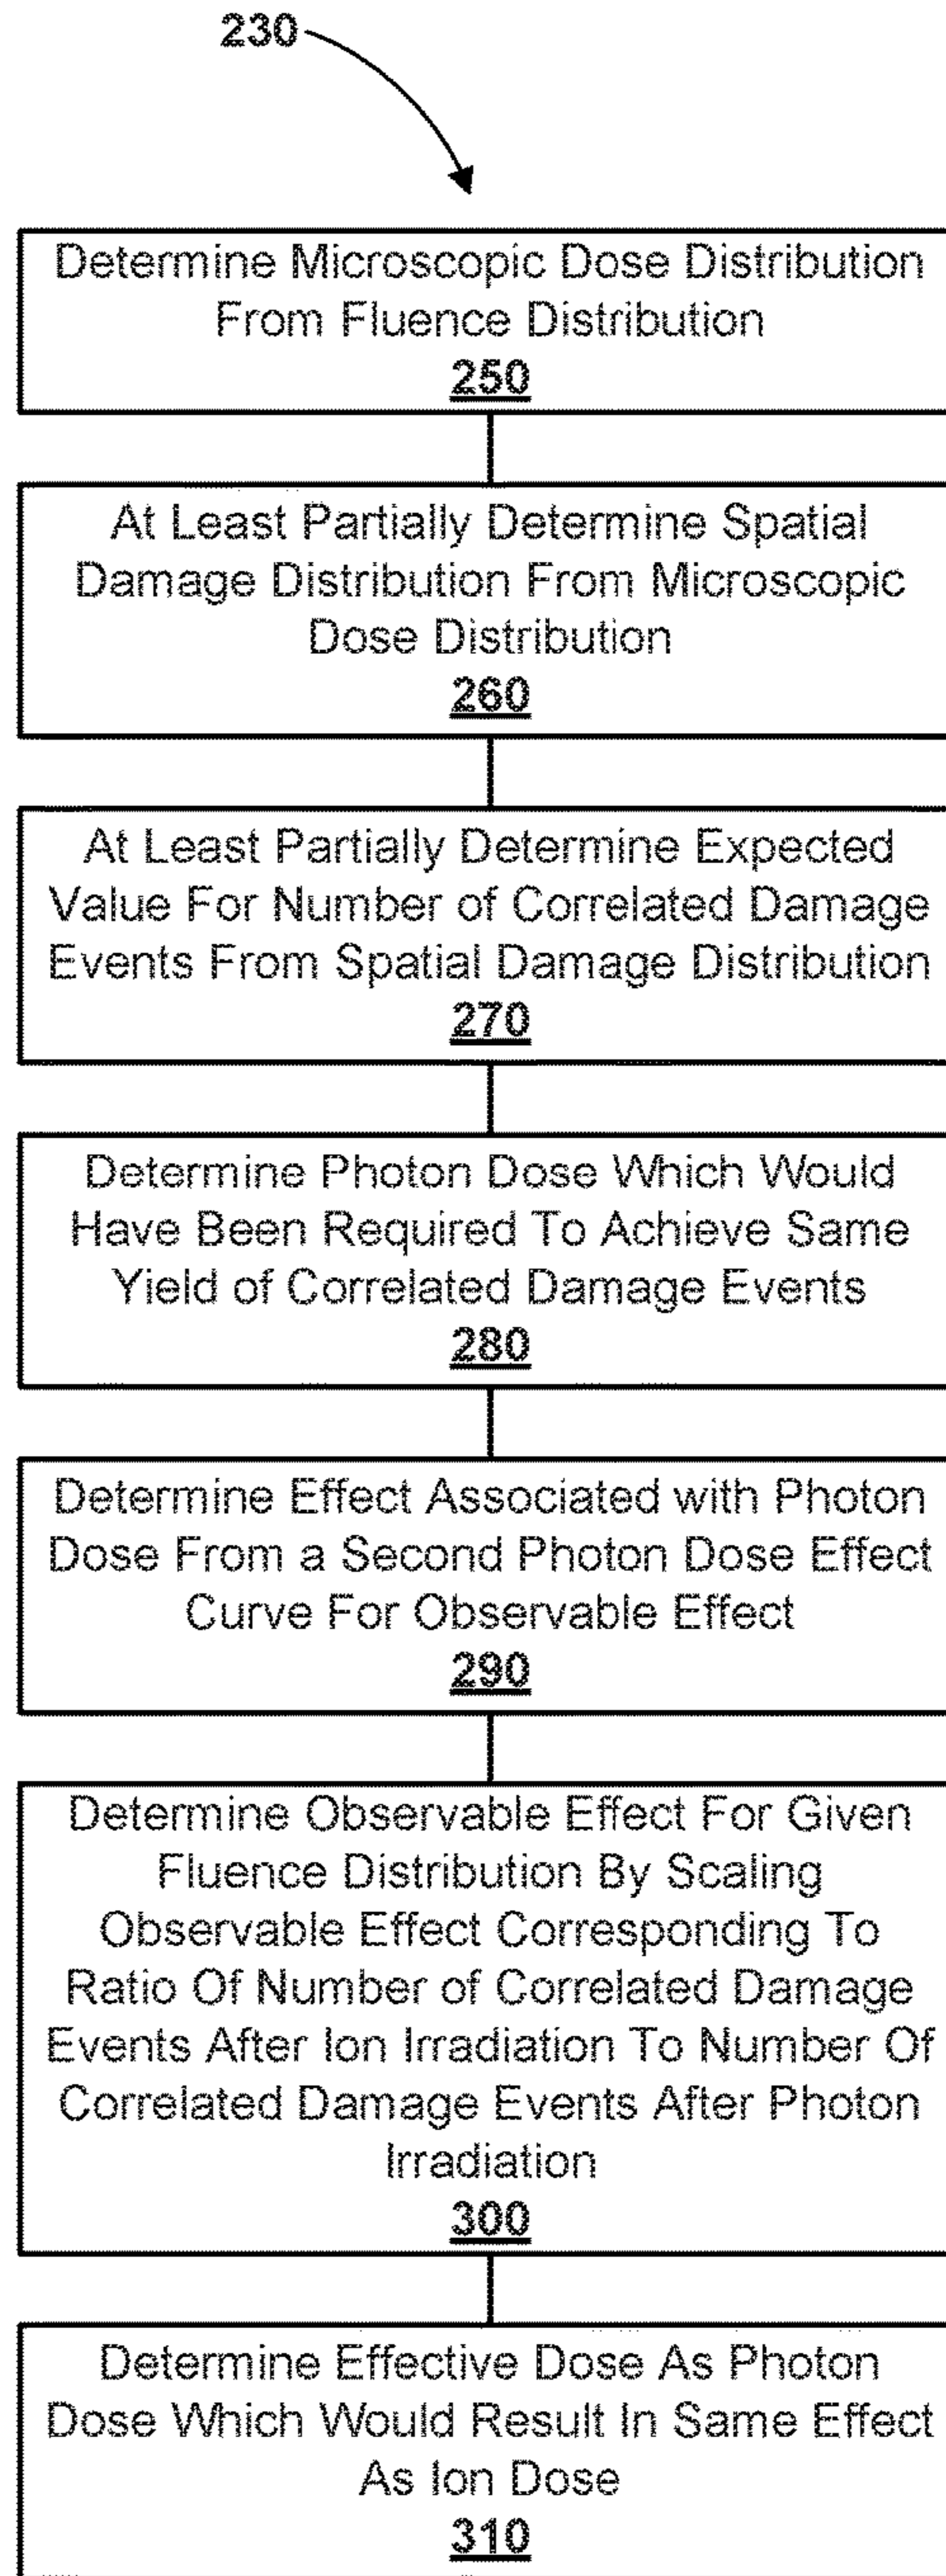 230
Determine Microscopic Dose Distribution
From Fluence Distribution
250
At Least Partially Determine Spatial
Damage Distribution From Microscopic
Dose Distribution
260
At Least Partially Determine Expected
Value For Number of Correlated Damage
Events From Spatial Damage Distribution
270
Determine Photon Dose Which Would
Have Been Required To Achieve Same
Yield of Correlated Damage Events
280
Determine Effect Associated with Photon
Dose From a Second Photon Dose Effect
Curve For Observable Effect
290
Determine Observable Effect For Given
Fluence Distribution By Scaling
Observable Effect Corresponding To
Ratio Of Number of Correlated Damage
Events After Ion Irradiation To Number Of
Correlated Damage Events After Photon
Irradiation
300
Determine Effective Dose As Photon
Dose Which Would Result In Same Effect
As Ion Dose
310